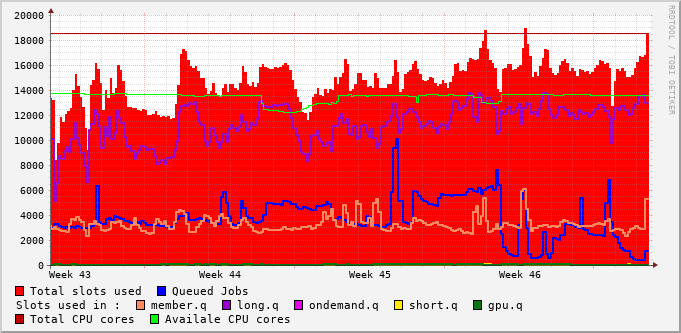 20000
18000
16000
14000
12000
10000
8000
6000
4000
2000
0
Week 43 Week 44 Week 45 Week 46
RRDTOOL / TOBI OETIKER
Total slots used Queued Jobs
Slots used in : member.q long.q ondemand.q short.q gpu.q
Total CPU cores Availale CPU cores